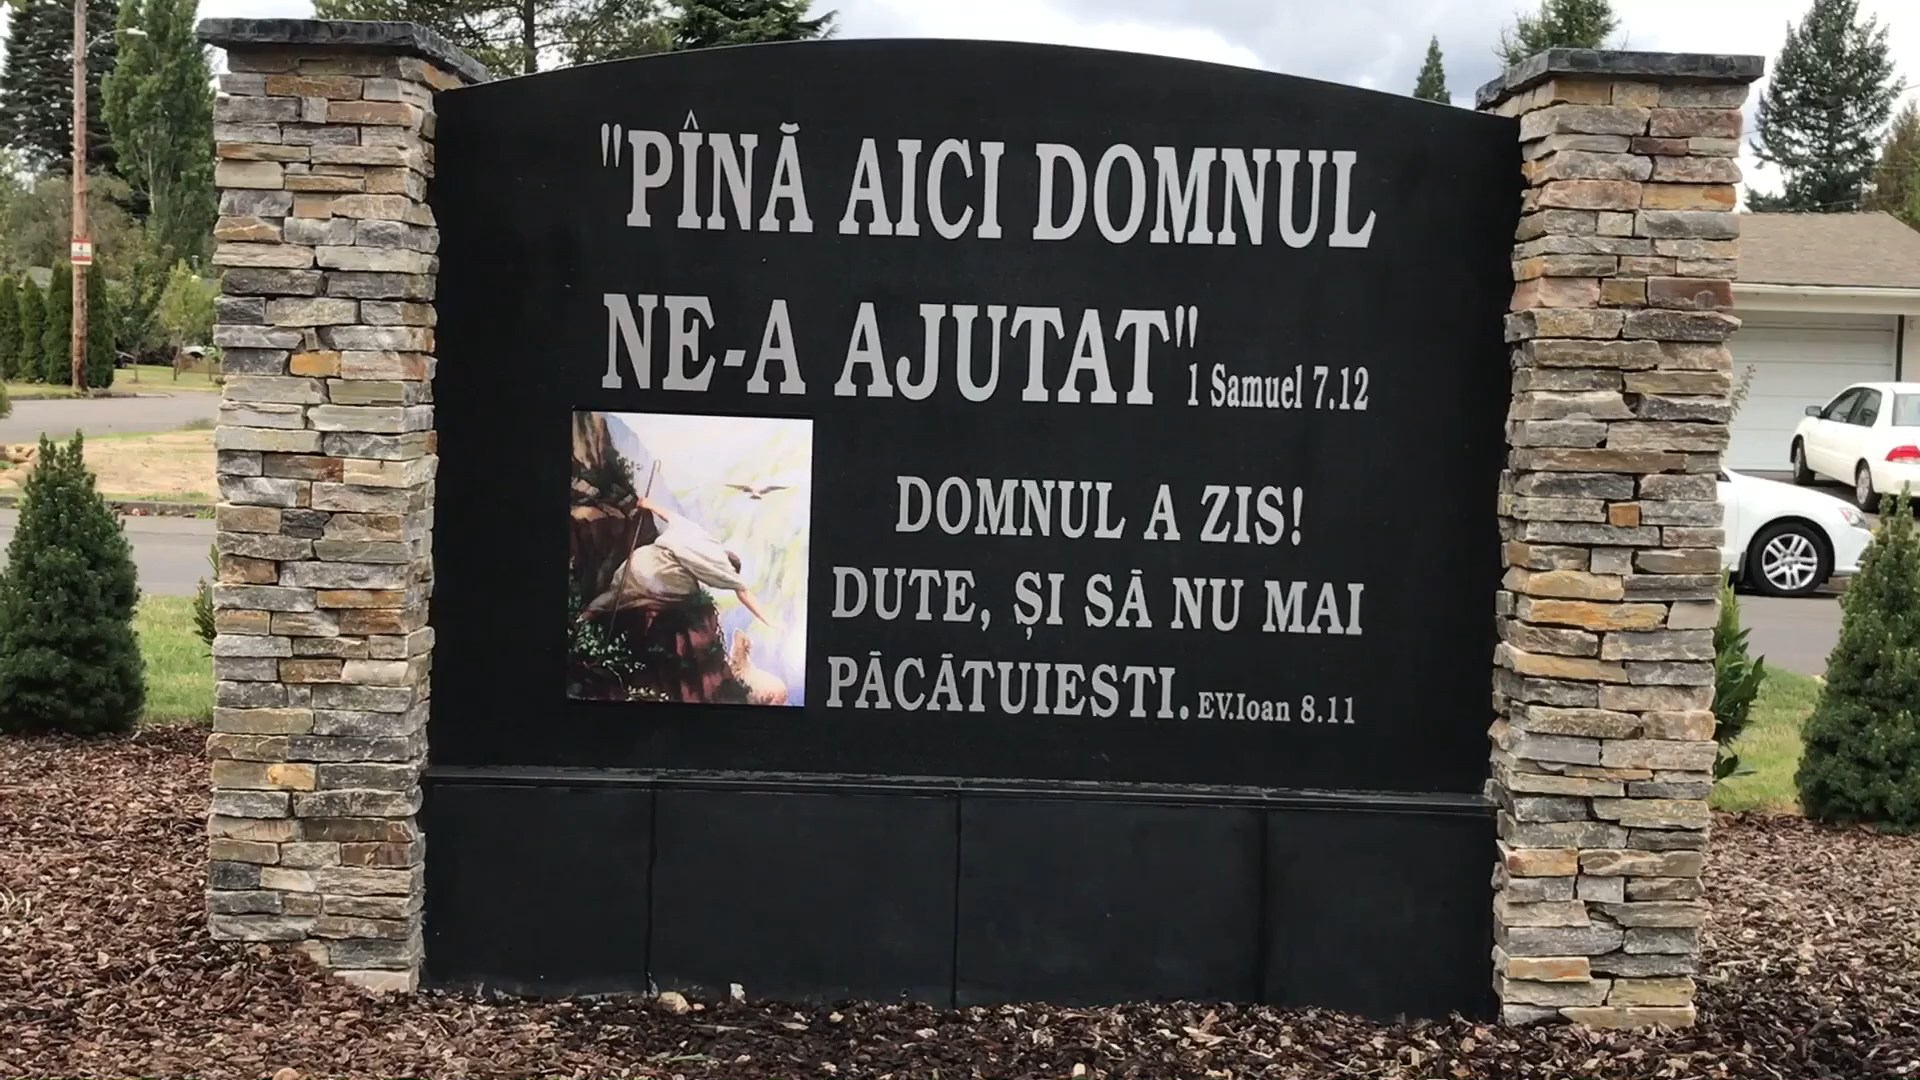 "PÎNĂ AICI DOMNUL
NE-A AJUTAT" 1 Samuel 7.12
DOMNUL A ZIS!
DUTE, ȘI SĂ NU MAI
PĂCĂTUIESTI. EV.Ioan 8.11